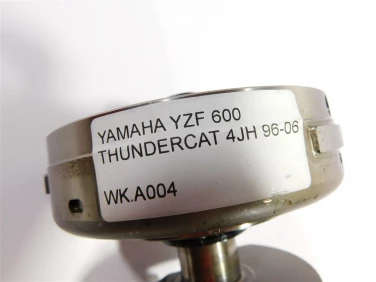 YAMAHA YZF 600
THUNDERCAT 4JH 96-06
WK.A004